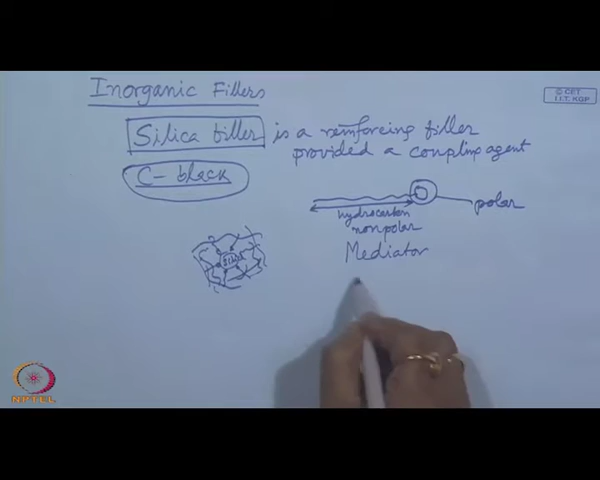 Inorganic Fillers
© CET
I.I.T. KGP
Silica filler is a reinforcing filler
provided a coupling agent
C-black
polar
hydrocarbon
nonpolar
Mediator
NPTEL